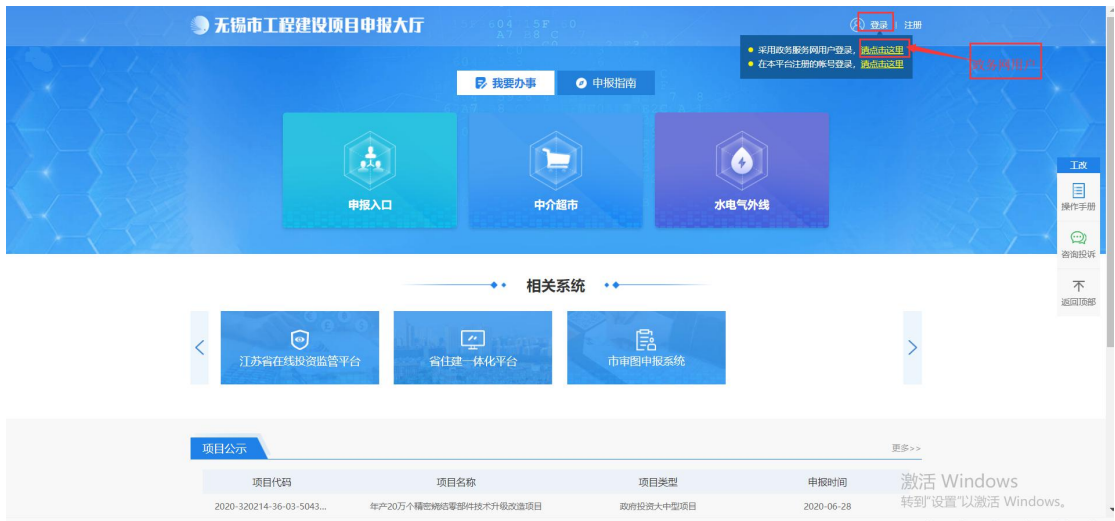 无锡市工程建设项目申报大厅
登录 | 注册
采用政务服务网用户登录，请点击这里
在本平台注册的帐号登录，请点击这里
政务网用户
我要办事
申报指南
申报入口
中介超市
水电气外线
工改
操作手册
咨询投诉
返回顶部
相关系统
江苏省在线投资监管平台
省住建一体化平台
市审图申报系统
项目公示
更多>>
项目代码 项目名称 项目类型 申报时间
2020-320214-36-03-5043... 年产20万个精密烧结零部件技术升级改造项目 政府投资大中型项目 2020-06-28
激活 Windows
转到"设置"以激活 Windows。